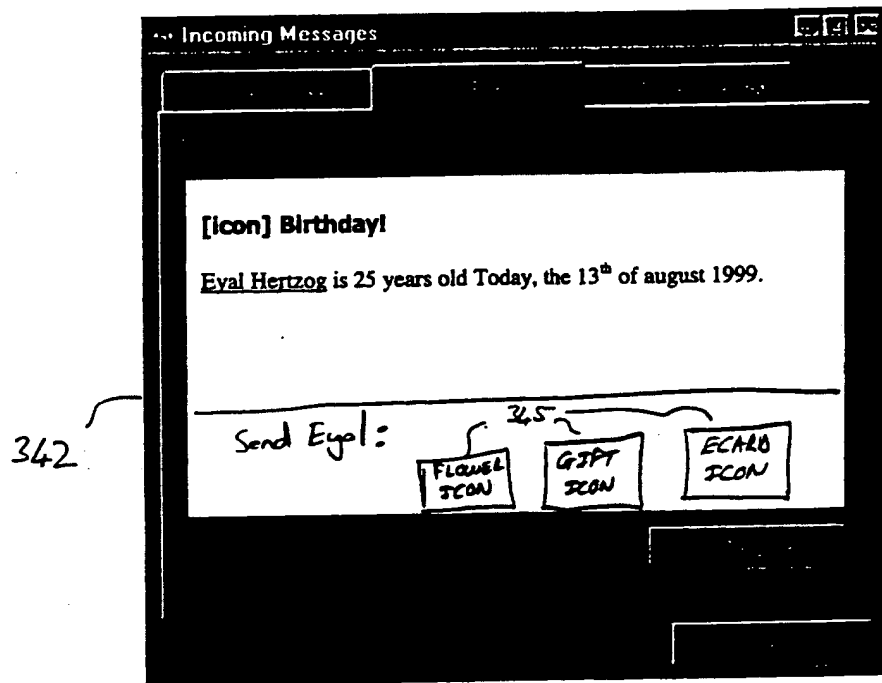 Incoming Messages
[icon] Birthday!
Eyal Hertzog is 25 years old Today, the 13th of august 1999.
342
345
Send Eyal:
FLOWER ICON
GIFT ICON
ECARD ICON